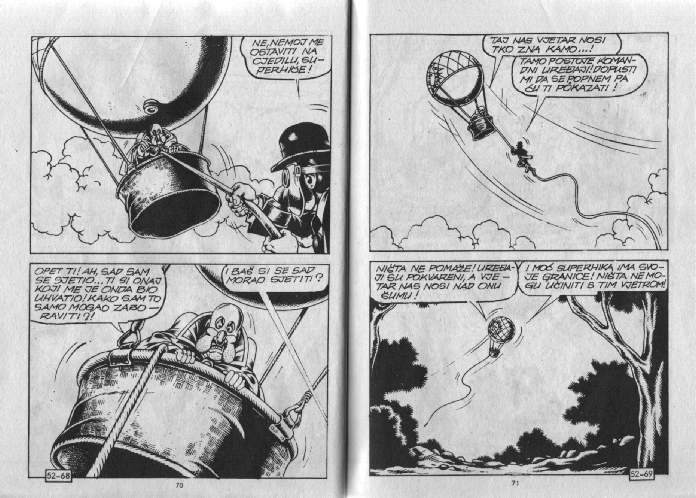 NE, NEMOJ ME
OSTAVITI NA
CJEDILU, SU-
PERHIČE!
OPET TI! AH, SAD SAM
SE SJETIO... TI SI ONAJ
KOJI ME JE ONDA BIO
UHVATIO! KAKO SAM TO
SAMO MOGAO ZABO-
RAVITI?!
I BAŠ SI SE SAD
MORAO SJETITI?
52-68
70
TAJ NAS VJETAR NOSI
TKO ZNA KAMO...!
TAMO POSTOJE KOMAN-
DNI UREĐAJI! DOPUSTI
MI DA SE POPNEM PA
ĆU TI POKAZATI!
NIŠTA NE POMAŽE! UREĐA-
JI SU POKVARENI, A VJE-
TAR NAS NOSI NAD ONU
ŠUMU!
I MOĆ SUPERHIKA IMA SVO-
JE GRANICE! NIŠTA NE MO-
GU UČINITI S TIM VJETROM!
52-69
71